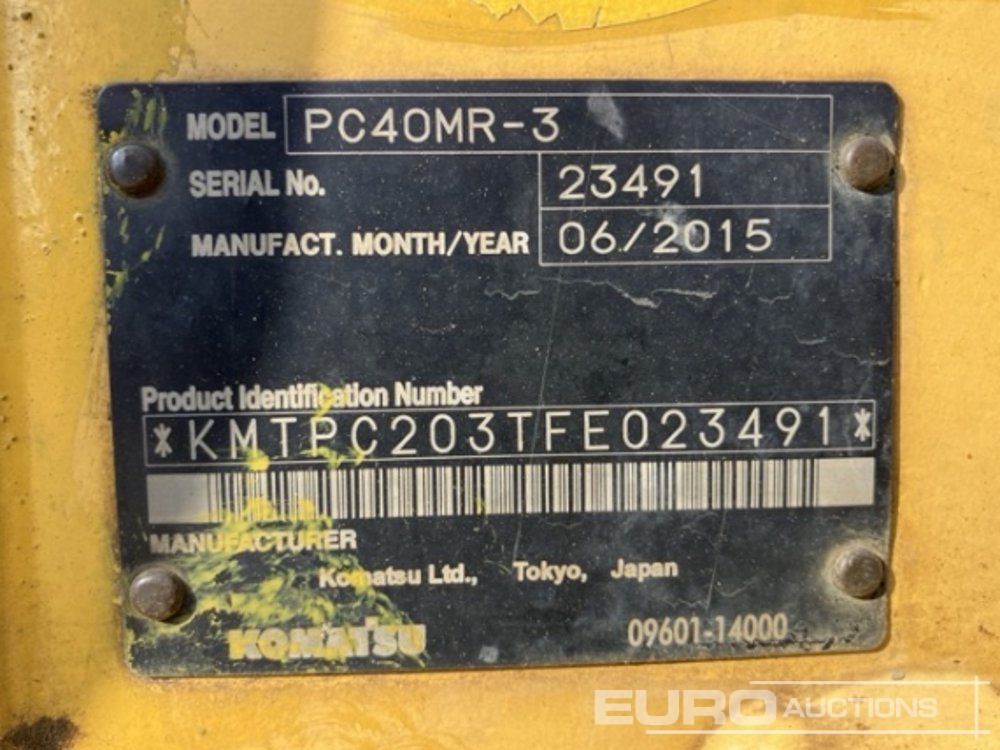 MODEL PC40MR-3
SERIAL No. 23491
MANUFACT. MONTH/YEAR 06/2015
Product Identification Number
*KMTPC203TFE023491*
MANUFACTURER
Komatsu Ltd., Tokyo, Japan
KOMATSU 09601-14000
EURO AUCTIONS